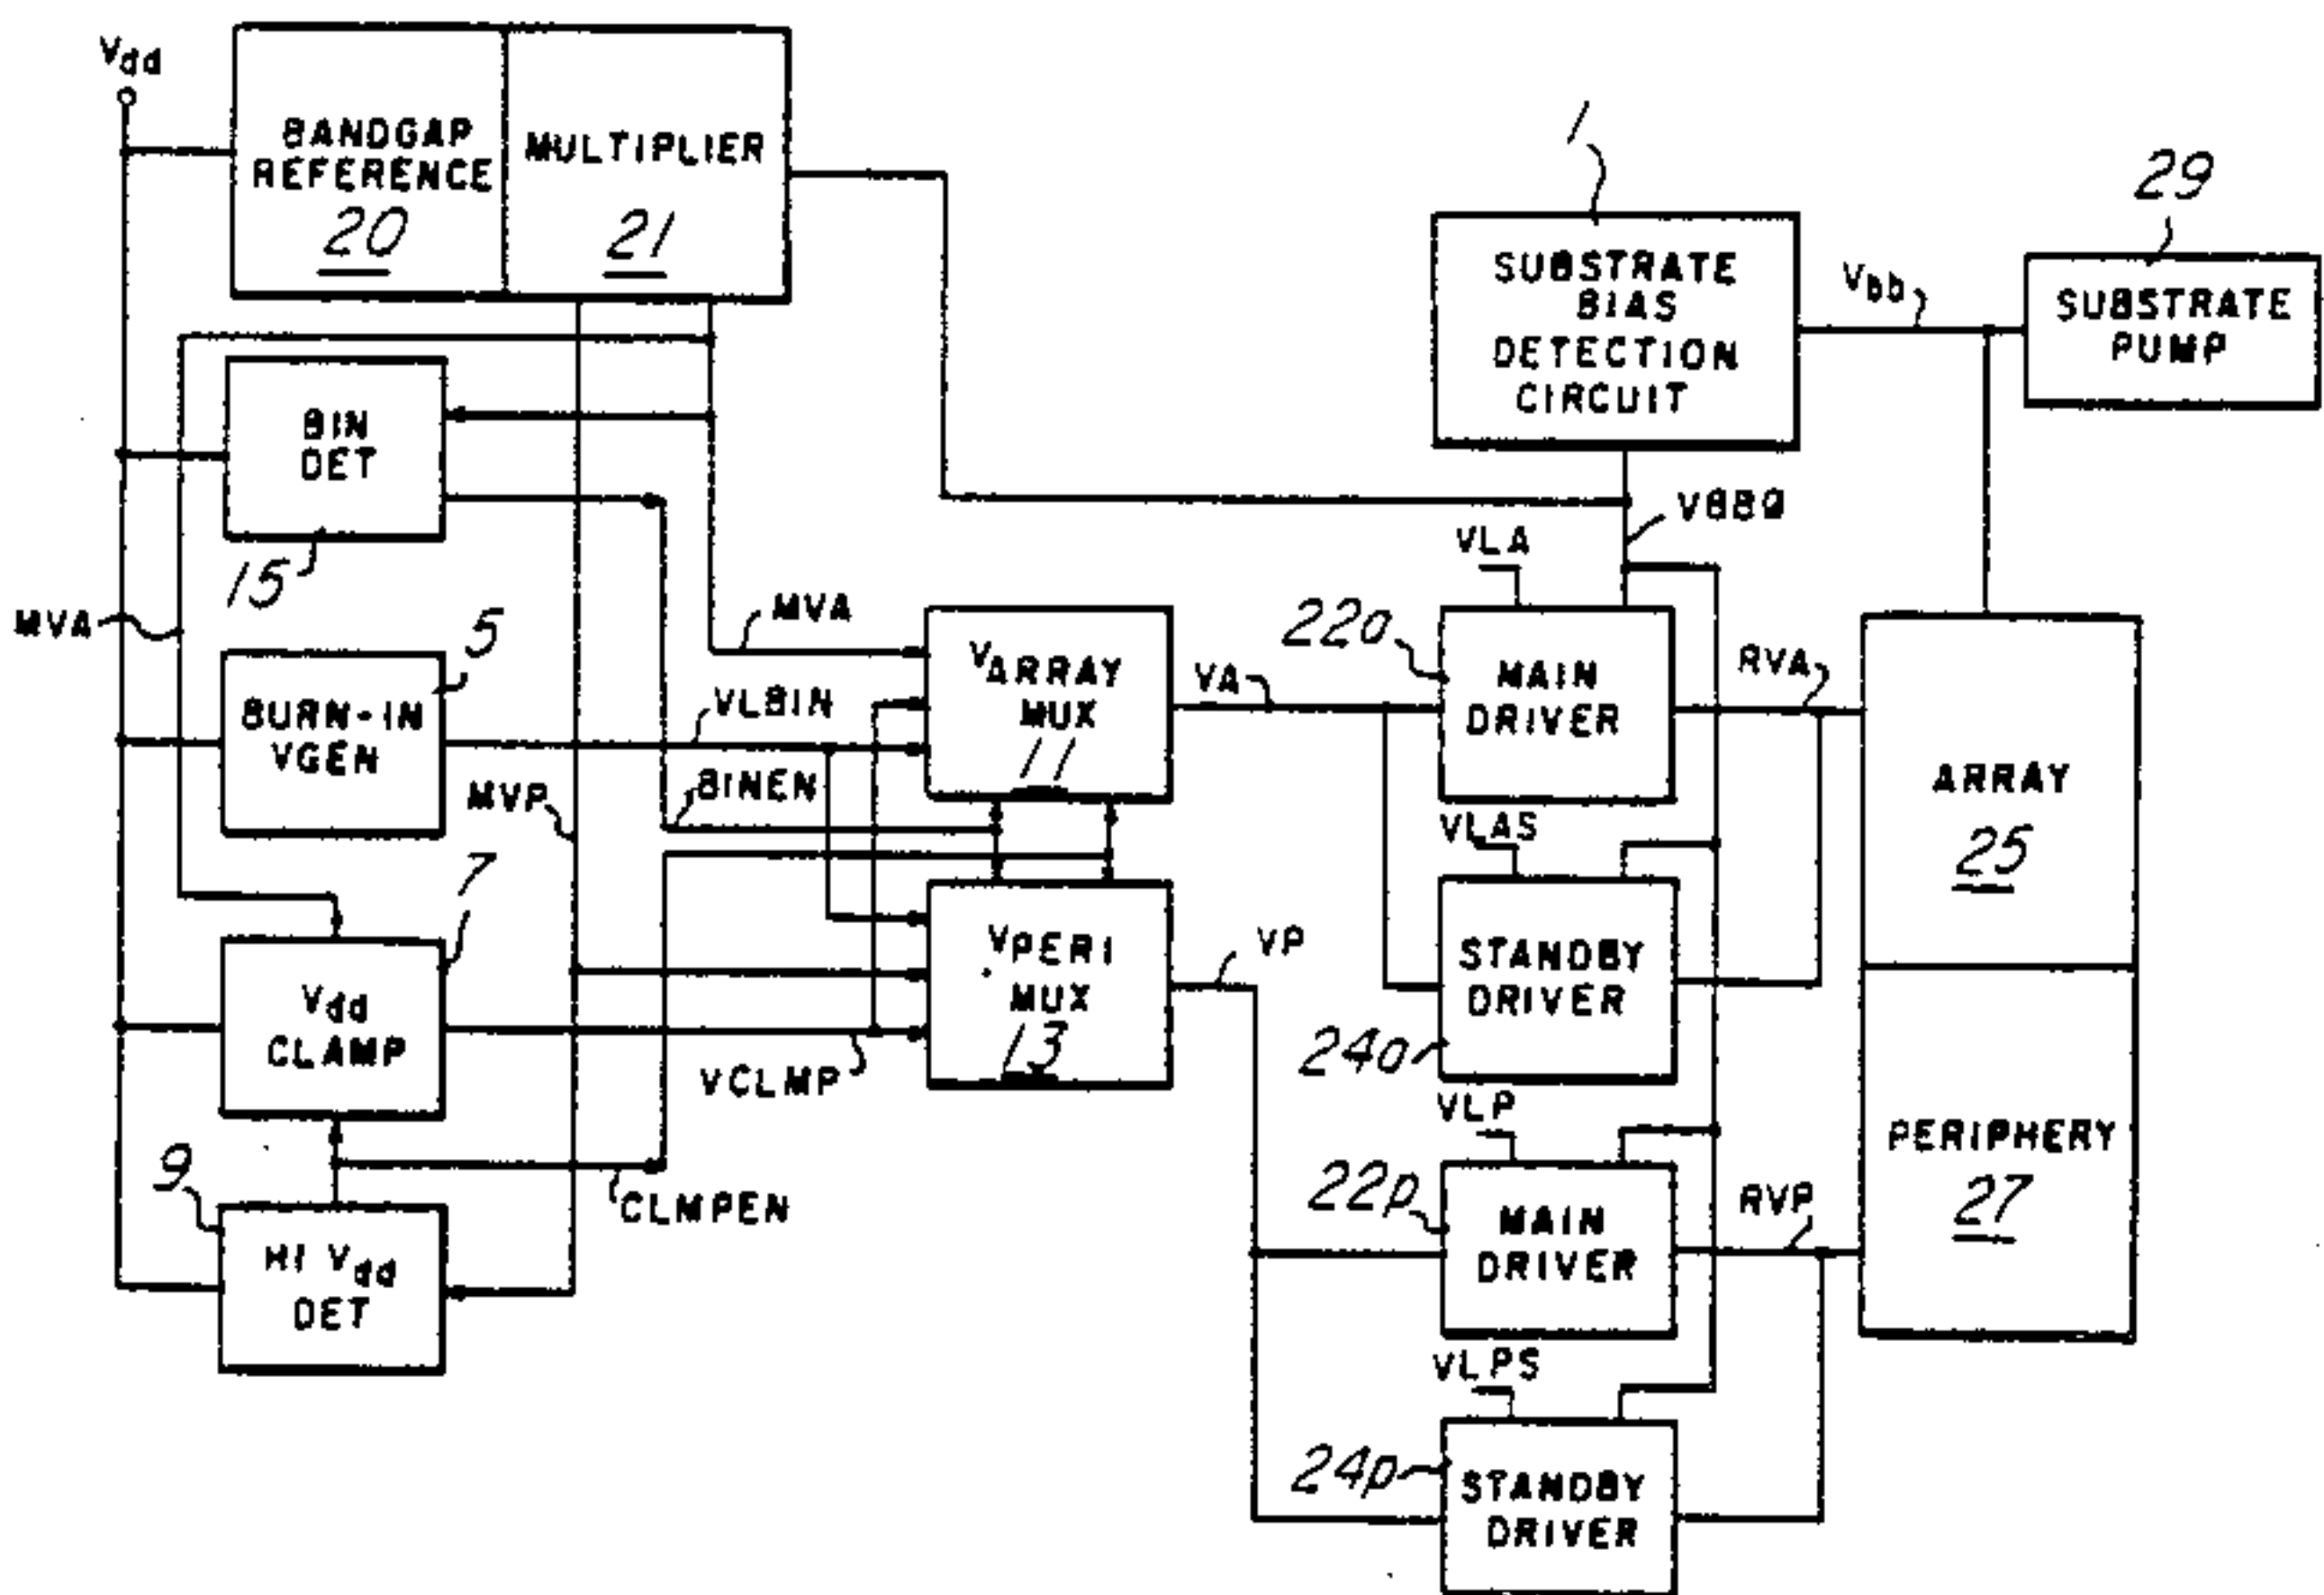 Vdd
BANDGAP
REFERENCE
20
MULTIPLIER
21
1
SUBSTRATE
BIAS
DETECTION
CIRCUIT
Vbb
29
SUBSTRATE
PUMP
BIN
DET
15
VBB0
MVA
MVA
5
BURN-IN
VGEN
VLBIN
BINEN
MVP
VARRAY
MUX
11
VA
VLA
22a
MAIN
DRIVER
RVA
ARRAY
25
7
Vdd
CLAMP
VCLMP
VPERI
MUX
13
VP
VLAS
STANDBY
DRIVER
24a
PERIPHERY
27
9
HI Vdd
DET
CLMPEN
VLP
22p
MAIN
DRIVER
RVP
VLPS
24p
STANDBY
DRIVER